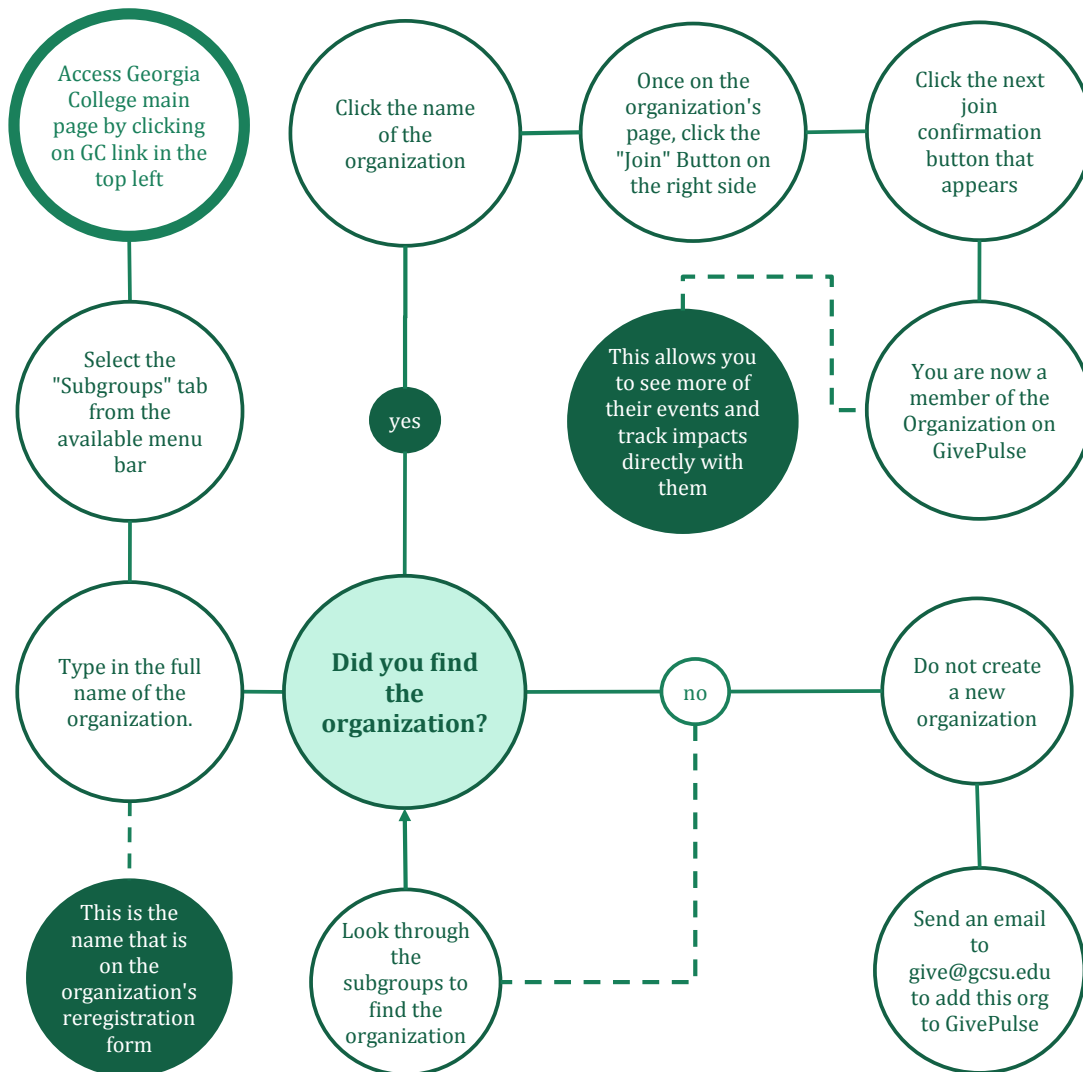 Access Georgia
College main
page by clicking
on GC link in the
top left
Select the
"Subgroups" tab
from the
available menu
bar
Type in the full
name of the
organization.
This is the
name that is
on the
organization's
reregistration
form
Did you find
the
organization?
yes
Click the name
of the
organization
Once on the
organization's
page, click the
"Join" Button on
the right side
Click the next
join
confirmation
button that
appears
You are now a
member of the
Organization on
GivePulse
This allows you
to see more of
their events and
track impacts
directly with
them
no
Look through
the
subgroups to
find the
organization
Do not create
a new
organization
Send an email
to
give@gcsu.edu
to add this org
to GivePulse